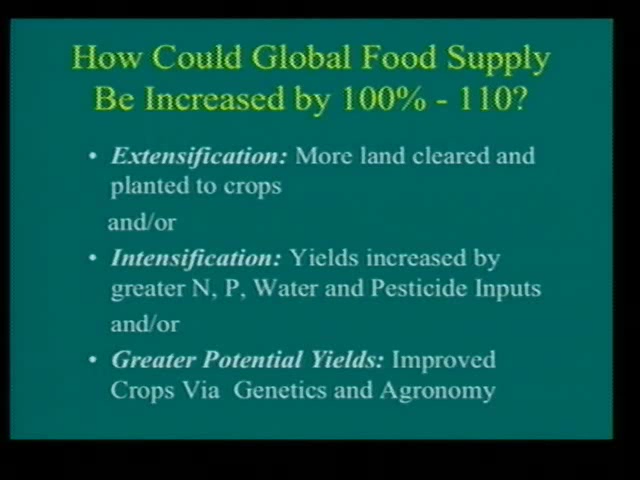 How Could Global Food Supply
Be Increased by 100% - 110?
• Extensification: More land cleared and
planted to crops
and/or
• Intensification: Yields increased by
greater N, P, Water and Pesticide Inputs
and/or
• Greater Potential Yields: Improved
Crops Via Genetics and Agronomy